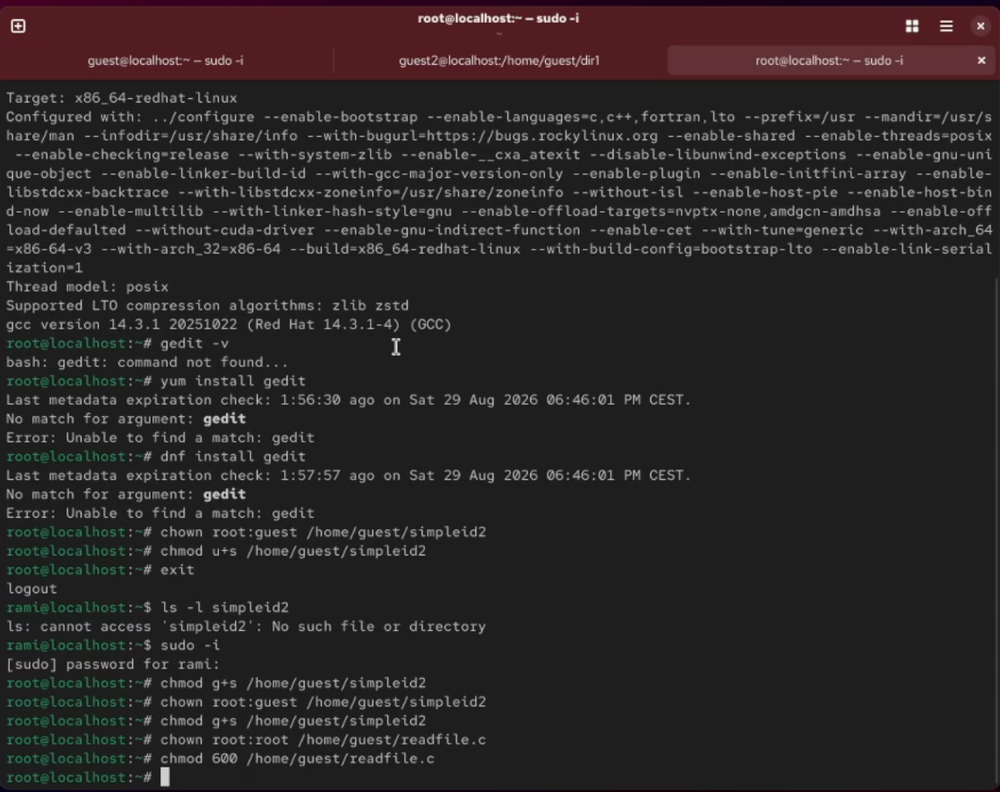 root@localhost:~ — sudo -i
~
guest@localhost:~ — sudo -i
guest2@localhost:/home/guest/dir1
root@localhost:~ — sudo -i
Target: x86_64-redhat-linux
Configured with: ../configure --enable-bootstrap --enable-languages=c,c++,fortran,lto --prefix=/usr --mandir=/usr/s
hare/man --infodir=/usr/share/info --with-bugurl=https://bugs.rockylinux.org --enable-shared --enable-threads=posix
 --enable-checking=release --with-system-zlib --enable-__cxa_atexit --disable-libunwind-exceptions --enable-gnu-uni
que-object --enable-linker-build-id --with-gcc-major-version-only --enable-plugin --enable-initfini-array --enable-
libstdcxx-backtrace --with-libstdcxx-zoneinfo=/usr/share/zoneinfo --without-isl --enable-host-pie --enable-host-bin
d-now --enable-multilib --with-linker-hash-style=gnu --enable-offload-targets=nvptx-none,amdgcn-amdhsa --enable-off
load-defaulted --without-cuda-driver --enable-gnu-indirect-function --enable-cet --with-tune=generic --with-arch_64
=x86-64-v3 --with-arch_32=x86-64 --build=x86_64-redhat-linux --with-build-config=bootstrap-lto --enable-link-serial
ization=1
Thread model: posix
Supported LTO compression algorithms: zlib zstd
gcc version 14.3.1 20251022 (Red Hat 14.3.1-4) (GCC)
root@localhost:~# gedit -v
bash: gedit: command not found...
root@localhost:~# yum install gedit
Last metadata expiration check: 1:56:30 ago on Sat 29 Aug 2026 06:46:01 PM CEST.
No match for argument: gedit
Error: Unable to find a match: gedit
root@localhost:~# dnf install gedit
Last metadata expiration check: 1:57:57 ago on Sat 29 Aug 2026 06:46:01 PM CEST.
No match for argument: gedit
Error: Unable to find a match: gedit
root@localhost:~# chown root:guest /home/guest/simpleid2
root@localhost:~# chmod u+s /home/guest/simpleid2
root@localhost:~# exit
logout
rami@localhost:~$ ls -l simpleid2
ls: cannot access 'simpleid2': No such file or directory
rami@localhost:~$ sudo -i
[sudo] password for rami:
root@localhost:~# chmod g+s /home/guest/simpleid2
root@localhost:~# chown root:guest /home/guest/simpleid2
root@localhost:~# chmod g+s /home/guest/simpleid2
root@localhost:~# chown root:root /home/guest/readfile.c
root@localhost:~# chmod 600 /home/guest/readfile.c
root@localhost:~#